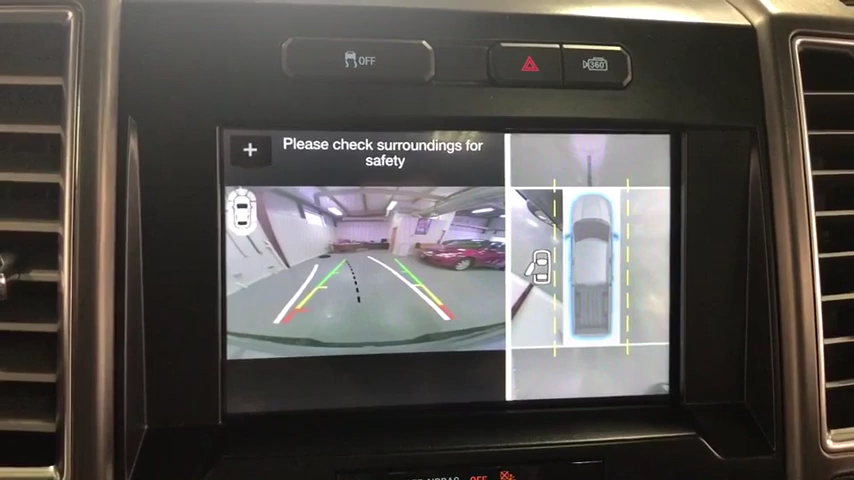 OFF
360°
+
Please check surroundings for
safety
AIRBAG OFF